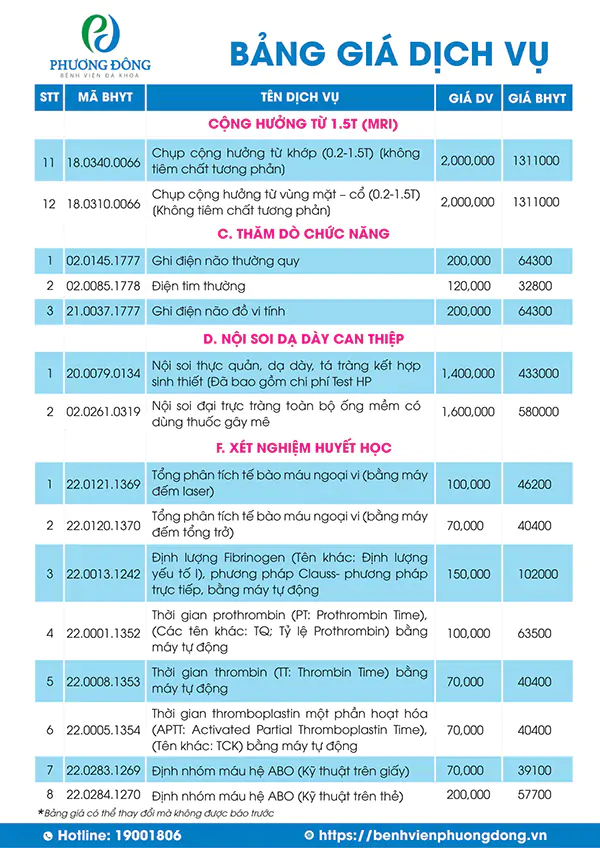 PHƯƠNG ĐÔNG
BỆNH VIỆN ĐA KHOA
BẢNG GIÁ DỊCH VỤ
STT MÃ BHYT TÊN DỊCH VỤ GIÁ DV GIÁ BHYT
CỘNG HƯỞNG TỪ 1.5T (MRI)
11 18.0340.0066 Chụp cộng hưởng từ khớp (0.2-1.5T) [không 2,000,000 1311000
tiêm chất tương phản]
12 18.0310.0066 Chụp cộng hưởng từ vùng mặt – cổ (0.2-1.5T) 2,000,000 1311000
[Không tiêm chất tương phản]
C. THĂM DÒ CHỨC NĂNG
1 02.0145.1777 Ghi điện não thường quy 200,000 64300
2 02.0085.1778 Điện tim thường 120,000 32800
3 21.0037.1777 Ghi điện não đồ vi tính 200,000 64300
D. NỘI SOI DẠ DÀY CAN THIỆP
1 20.0079.0134 Nội soi thực quản, dạ dày, tá tràng kết hợp 1,400,000 433000
sinh thiết (Đã bao gồm chi phí Test HP
2 02.0261.0319 Nội soi đại trực tràng toàn bộ ống mềm có 1,600,000 580000
dùng thuốc gây mê
F. XÉT NGHIỆM HUYẾT HỌC
1 22.0121.1369 Tổng phân tích tế bào máu ngoại vi (bằng máy 100,000 46200
đếm laser)
2 22.0120.1370 Tổng phân tích tế bào máu ngoại vi (bằng máy 70,000 40400
đếm tổng trở)
3 22.0013.1242 Định lượng Fibrinogen (Tên khác: Định lượng 150,000 102000
yếu tố I), phương pháp Clauss- phương pháp
trực tiếp, bằng máy tự động
4 22.0001.1352 Thời gian prothrombin (PT: Prothrombin Time), 100,000 63500
(Các tên khác: TQ; Tỷ lệ Prothrombin) bằng
máy tự động
5 22.0008.1353 Thời gian thrombin (TT: Thrombin Time) bằng 70,000 40400
máy tự động
6 22.0005.1354 Thời gian thromboplastin một phần hoạt hóa 70,000 40400
(APTT: Activated Partial Thromboplastin Time),
(Tên khác: TCK) bằng máy tự động
7 22.0283.1269 Định nhóm máu hệ ABO (Kỹ thuật trên giấy) 70,000 39100
8 22.0284.1270 Định nhóm máu hệ ABO (Kỹ thuật trên thẻ) 200,000 57700
*Bảng giá có thể thay đổi mà không được báo trước
Hotline: 19001806 https://benhvienphuongdong.vn